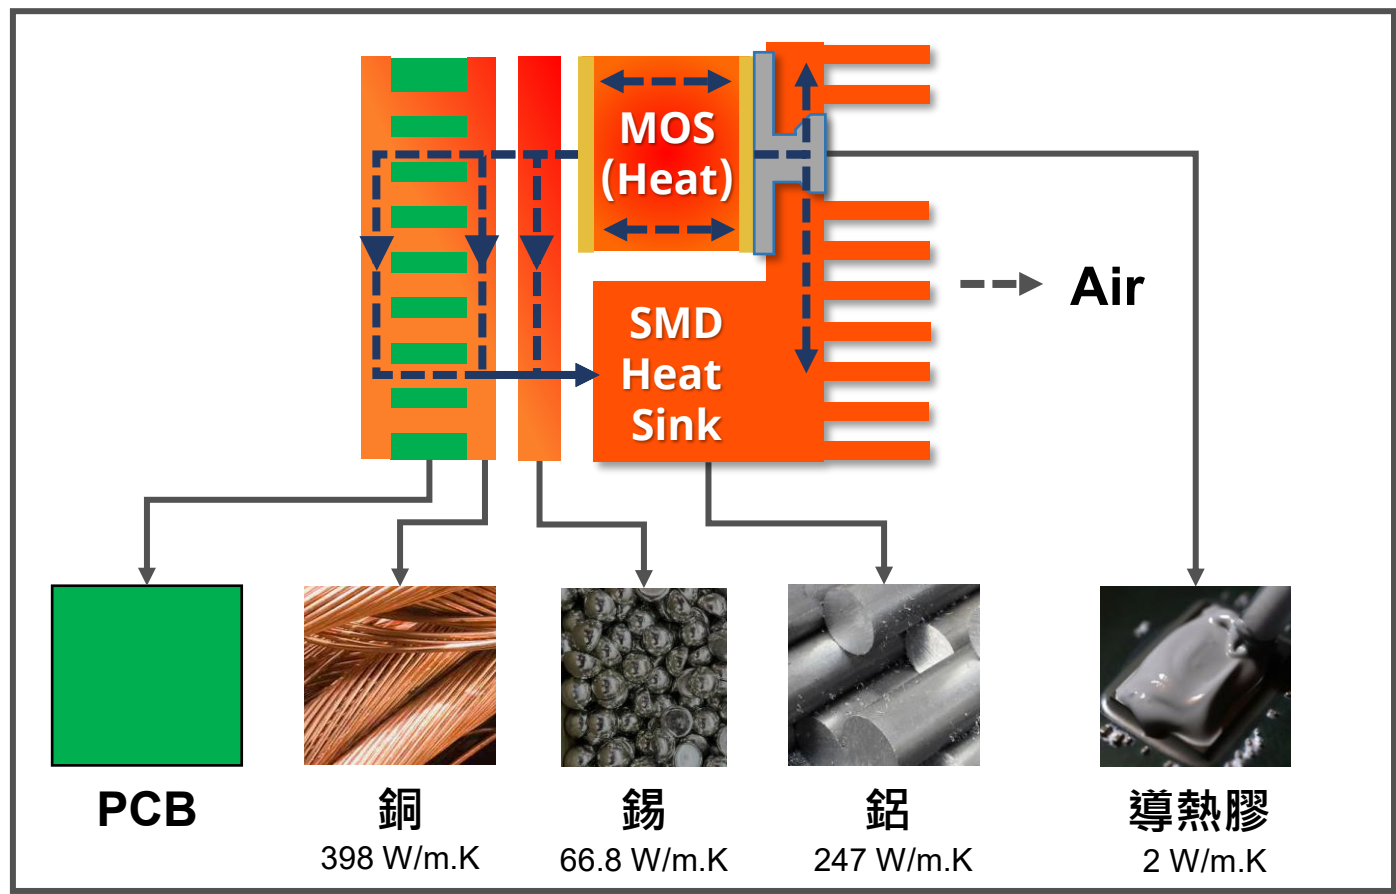 MOS
(Heat)
SMD
Heat
Sink
Air
PCB
銅
398 W/m.K
錫
66.8 W/m.K
鋁
247 W/m.K
導熱膠
2 W/m.K